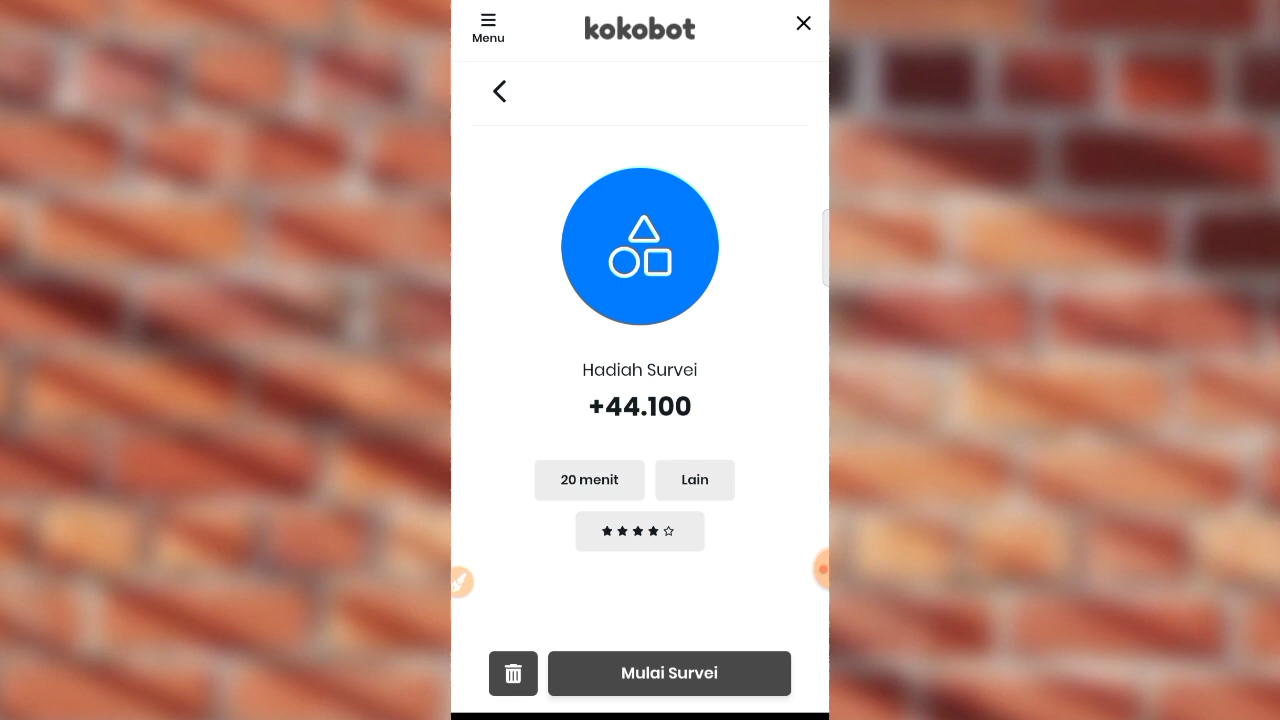 Menu
kokobot
Hadiah Survei
+44.100
20 menit
Lain
Mulai Survei